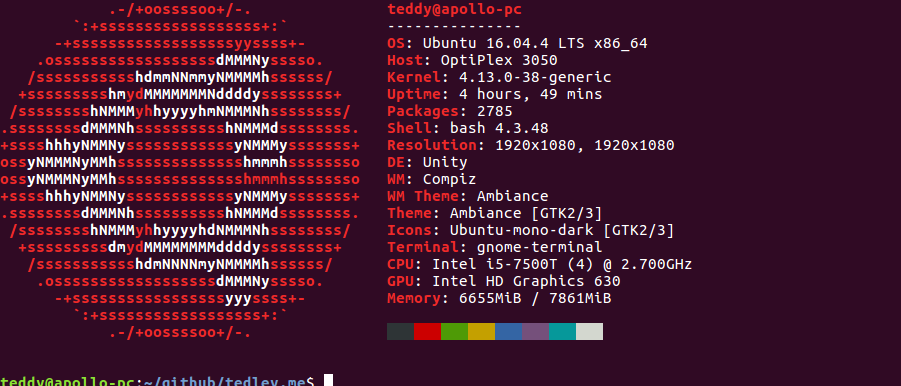 .-/+oossssoo+/-.
`:+ssssssssssssssssss+:`
-+ssssssssssssssssssyyssss+-
.ossssssssssssssssssdMMMNysssso.
/ssssssssssshdmmNNmmyNMMMMhssssss/
+ssssssssshmydMMMMMMMNddddyssssssss+
/sssssssshNMMMyhhyyyyhmNMMMNhssssssss/
.ssssssssdMMMNhsssssssssshNMMMdssssssss.
+sssshhhyNMMNyssssssssssssyNMMMysssssss+
ossyNMMMNyMMhsssssssssssssshmmmhssssssso
ossyNMMMNyMMhsssssssssssssshmmmhssssssso
+sssshhhyNMMNyssssssssssssyNMMMysssssss+
.ssssssssdMMMNhsssssssssshNMMMdssssssss.
/sssssssshNMMMyhhyyyyhdNMMMNhssssssss/
+sssssssssdmydMMMMMMMMddddyssssssss+
/ssssssssssshdmNNNNmyNMMMMhssssss/
.ossssssssssssssssssdMMMNysssso.
-+sssssssssssssssssyyyssss+-
`:+ssssssssssssssssss+:`
.-/+oossssoo+/-.
teddy@apollo-pc
---------------
OS: Ubuntu 16.04.4 LTS x86_64
Host: OptiPlex 3050
Kernel: 4.13.0-38-generic
Uptime: 4 hours, 49 mins
Packages: 2785
Shell: bash 4.3.48
Resolution: 1920x1080, 1920x1080
DE: Unity
WM: Compiz
WM Theme: Ambiance
Theme: Ambiance [GTK2/3]
Icons: Ubuntu-mono-dark [GTK2/3]
Terminal: gnome-terminal
CPU: Intel i5-7500T (4) @ 2.700GHz
GPU: Intel HD Graphics 630
Memory: 6655MiB / 7861MiB
teddy@apollo-pc:~/github/tedley.me$